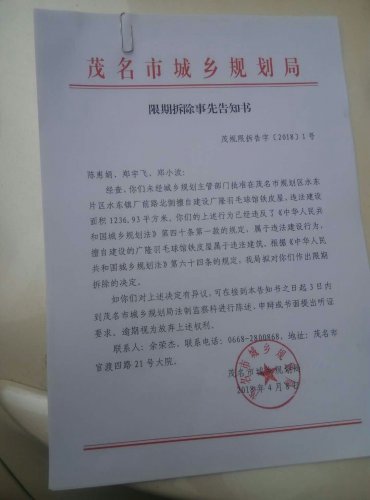 茂名市城乡规划局
限期拆除事先告知书
茂规限拆告字〔2018〕1号
陈惠娟、郑宇飞、郑小波：
经查，你们未经城乡规划主管部门批准在茂名市规划区水东
片区水东镇厂前路北侧擅自建设广隆羽毛球馆铁皮屋，违法建设
面积1236.93平方米。你们的上述行为已经违反了《中华人民共
和国城乡规划法》第四十条第一款的规定，属于违法建设行为，
擅自建设的广隆羽毛球馆铁皮屋属于违法建筑。根据《中华人民
共和国城乡规划法》第六十四条的规定，我局拟对你们作出限期
拆除的决定。
如你们对上述决定有异议，可在接到本告知书之日起3日内
到茂名市城乡规划局法制监察科进行陈述、申辩或书面提出听证
要求。逾期视为放弃上述权利。
联系人：余荣杰，联系电话：0668-2800868，地址：茂名市
官渡四路21号大院。
茂名市城乡规划局
2018年4月8日